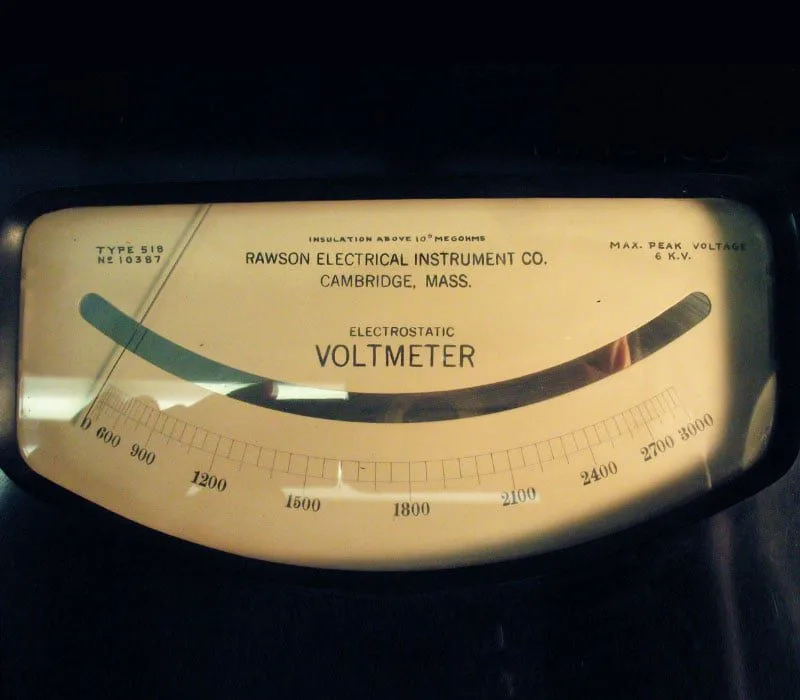 INSULATION ABOVE 10⁹ MEGOHMS
TYPE 518
Nº 10387
RAWSON ELECTRICAL INSTRUMENT CO.
CAMBRIDGE, MASS.
MAX. PEAK VOLTAGE
6 K.V.
ELECTROSTATIC
VOLTMETER
0 600 900 1200 1500 1800 2100 2400 2700 3000